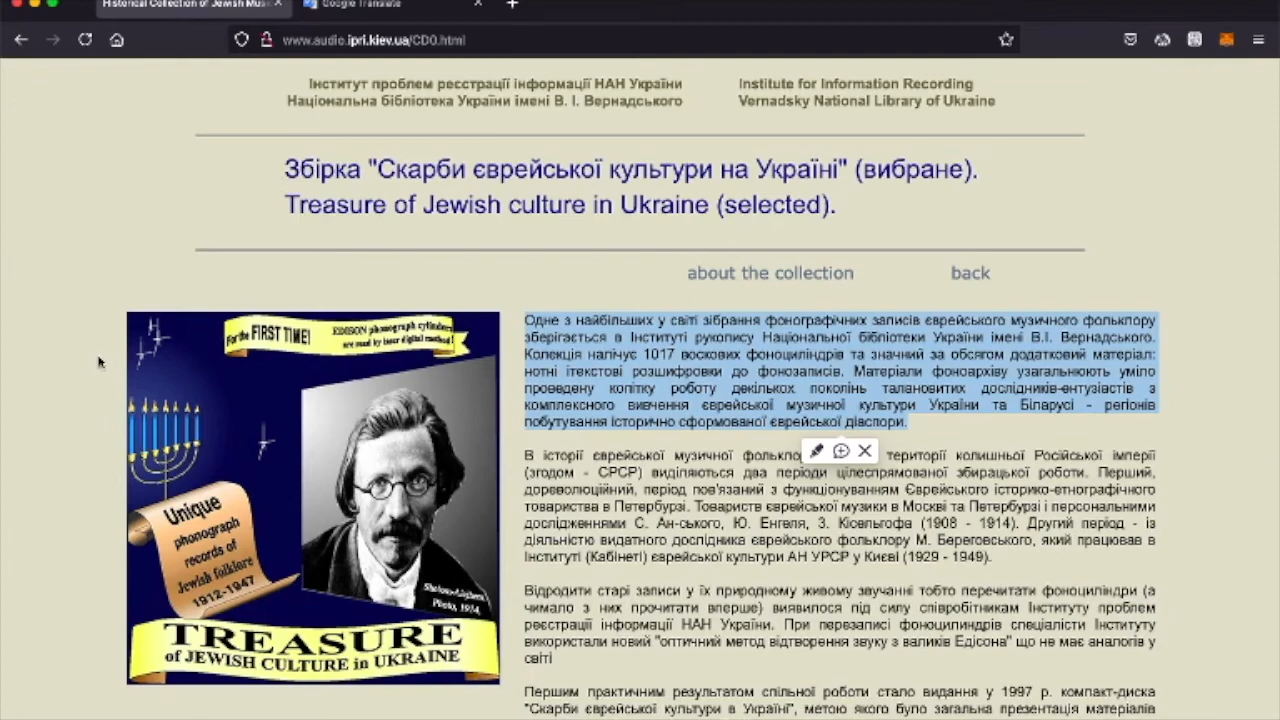 Historical Collection of Jewish Mus
Google Translate
www.audio.ipri.kiev.ua/CD0.html
Інститут проблем реєстрації інформації НАН України
Національна бібліотека України імені В. І. Вернадського
Institute for Information Recording
Vernadsky National Library of Ukraine
Збірка "Скарби єврейської культури на Україні" (вибране).
Treasure of Jewish culture in Ukraine (selected).
about the collection
back
For the FIRST TIME!
EDISON phonograph cylinders
are read by laser digital method!
Unique
phonograph
records of
Jewish folklore
1912-1947
Sholom-Aleichem.
Photo, 1914.
TREASURE
of JEWISH CULTURE in UKRAINE
Одне з найбільших у світі зібрання фонографічних записів єврейського музичного фольклору
зберігається в Інституті рукопису Національної бібліотеки України імені В.І. Вернадського.
Колекція налічує 1017 воскових фоноциліндрів та значний за обсягом додатковий матеріал:
нотні ітекстові розшифровки до фонозаписів. Матеріали фоноархіву узагальнюють уміло
проведену копітку роботу декількох поколінь талановитих дослідників-ентузіастів з
комплексного вивчення єврейської музичної культури України та Біларусі - регіонів
побутування історично сформованої єврейської діаспори.
В історії єврейської музичної фолькло території колишньої Російської імперії
(згодом - СРСР) виділяються два періоди цілеспрямованої збирацької роботи. Перший,
дореволюційний, період пов'язаний з функціонуванням Єврейського історико-етнографічного
товариства в Петербурзі. Товариств єврейської музики в Москві та Петербурзі і персональними
дослідженнями С. Ан-ського, Ю. Енгеля, З. Кісельгофа (1908 - 1914). Другий період - із
діяльністю видатного дослідника єврейського фольклору М. Береговського, який працював в
Інституті (Кабінеті) єврейської культури АН УРСР у Києві (1929 - 1949).
Відродити старі записи у їх природному живому звучанні тобто перечитати фоноциліндри (а
чимало з них прочитати вперше) виявилося під силу співробітникам Інституту проблем
реєстрації інформації НАН України. При перезаписі фоноциліндрів спеціалісти Інституту
використали новий "оптичний метод відтворення звуку з валиків Едісона" що не має аналогів у
світі
Першим практичним результатом спільної роботи стало видання у 1997 р. компакт-диска
"Скарби єврейської культури в Україні", метою якого було загальна презентація матеріалів